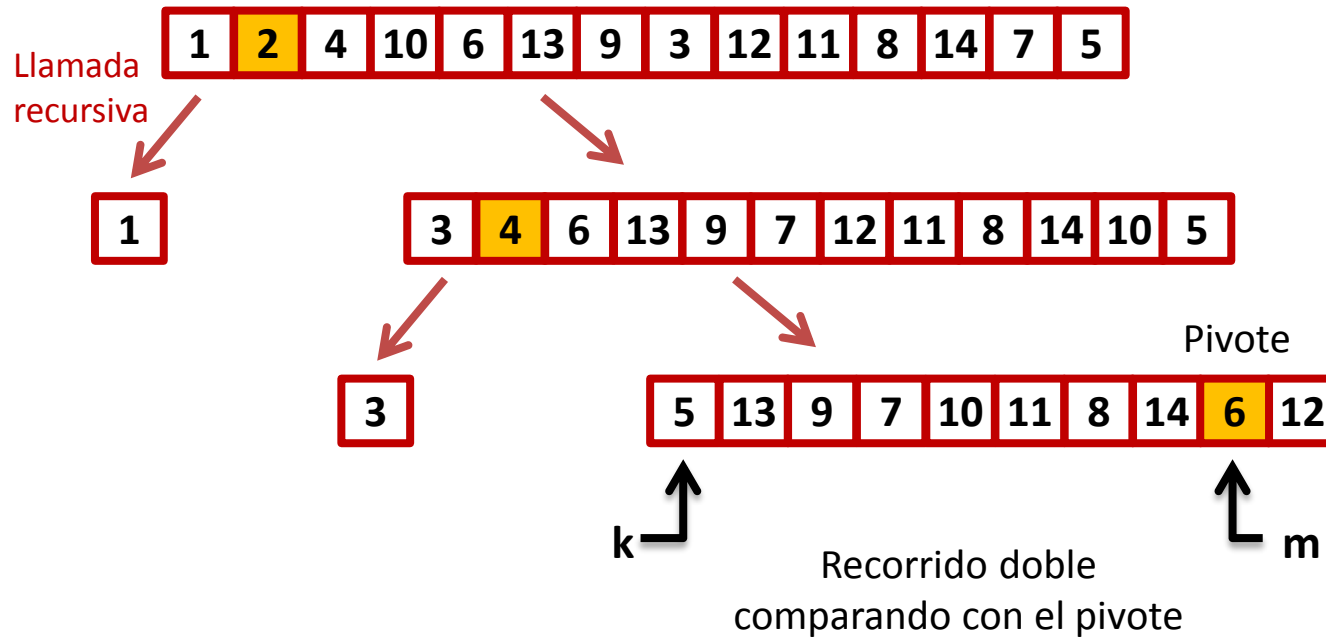 1 2 4 10 6 13 9 3 12 11 8 14 7 5
Llamada
recursiva
1
3 4 6 13 9 7 12 11 8 14 10 5
Pivote
3
5 13 9 7 10 11 8 14 6 12
k
m
Recorrido doble
comparando con el pivote